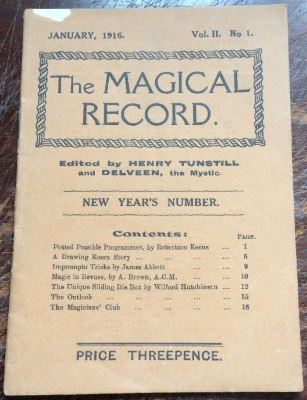 JANUARY, 1916. Vol. II. No 1.
The MAGICAL
RECORD.
Edited by HENRY TUNSTILL
and DELVEEN, the Mystic.
NEW YEAR'S NUMBER.
Contents:
PAGE.
Posted Possible Programmes, by Robertson Keene ... 1
A Drawing Room Story ... ... ... ... 6
Impromptu Tricks by James Abbott ... ... 9
Magic in Revues, by A. Brown, A.C.M. ... ... 10
The Unique Sliding Die Box by Wilford Hutchinson ... 12
The Outlook ... ... ... ... ... 15
The Magicians' Club ... ... ... ... 16
PRICE THREEPENCE.